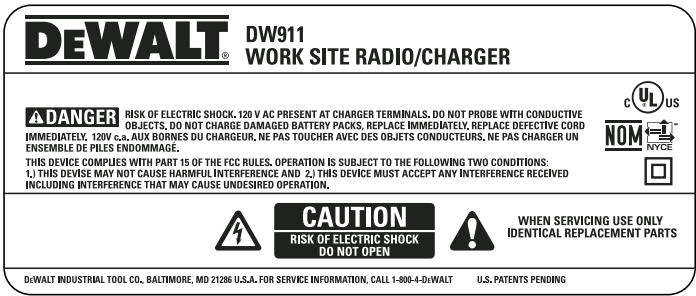 DEWALT® DW911
WORK SITE RADIO/CHARGER
DANGER RISK OF ELECTRIC SHOCK. 120 V AC PRESENT AT CHARGER TERMINALS. DO NOT PROBE WITH CONDUCTIVE
OBJECTS. DO NOT CHARGE DAMAGED BATTERY PACKS, REPLACE IMMEDIATELY. REPLACE DEFECTIVE CORD
IMMEDIATELY. 120V c.a. AUX BORNES DU CHARGEUR. NE PAS TOUCHER AVEC DES OBJETS CONDUCTEURS. NE PAS CHARGER UN
ENSEMBLE DE PILES ENDOMMAGÉ.
THIS DEVICE COMPLIES WITH PART 15 OF THE FCC RULES. OPERATION IS SUBJECT TO THE FOLLOWING TWO CONDITIONS:
1.) THIS DEVISE MAY NOT CAUSE HARMFUL INTERFERENCE AND 2.) THIS DEVICE MUST ACCEPT ANY INTERFERENCE RECEIVED
INCLUDING INTERFERENCE THAT MAY CAUSE UNDESIRED OPERATION.
C UL US
NOM
NYCE
CAUTION
RISK OF ELECTRIC SHOCK
DO NOT OPEN
WHEN SERVICING USE ONLY
IDENTICAL REPLACEMENT PARTS
DEWALT INDUSTRIAL TOOL CO., BALTIMORE, MD 21286 U.S.A. FOR SERVICE INFORMATION, CALL 1-800-4-DEWALT U.S. PATENTS PENDING